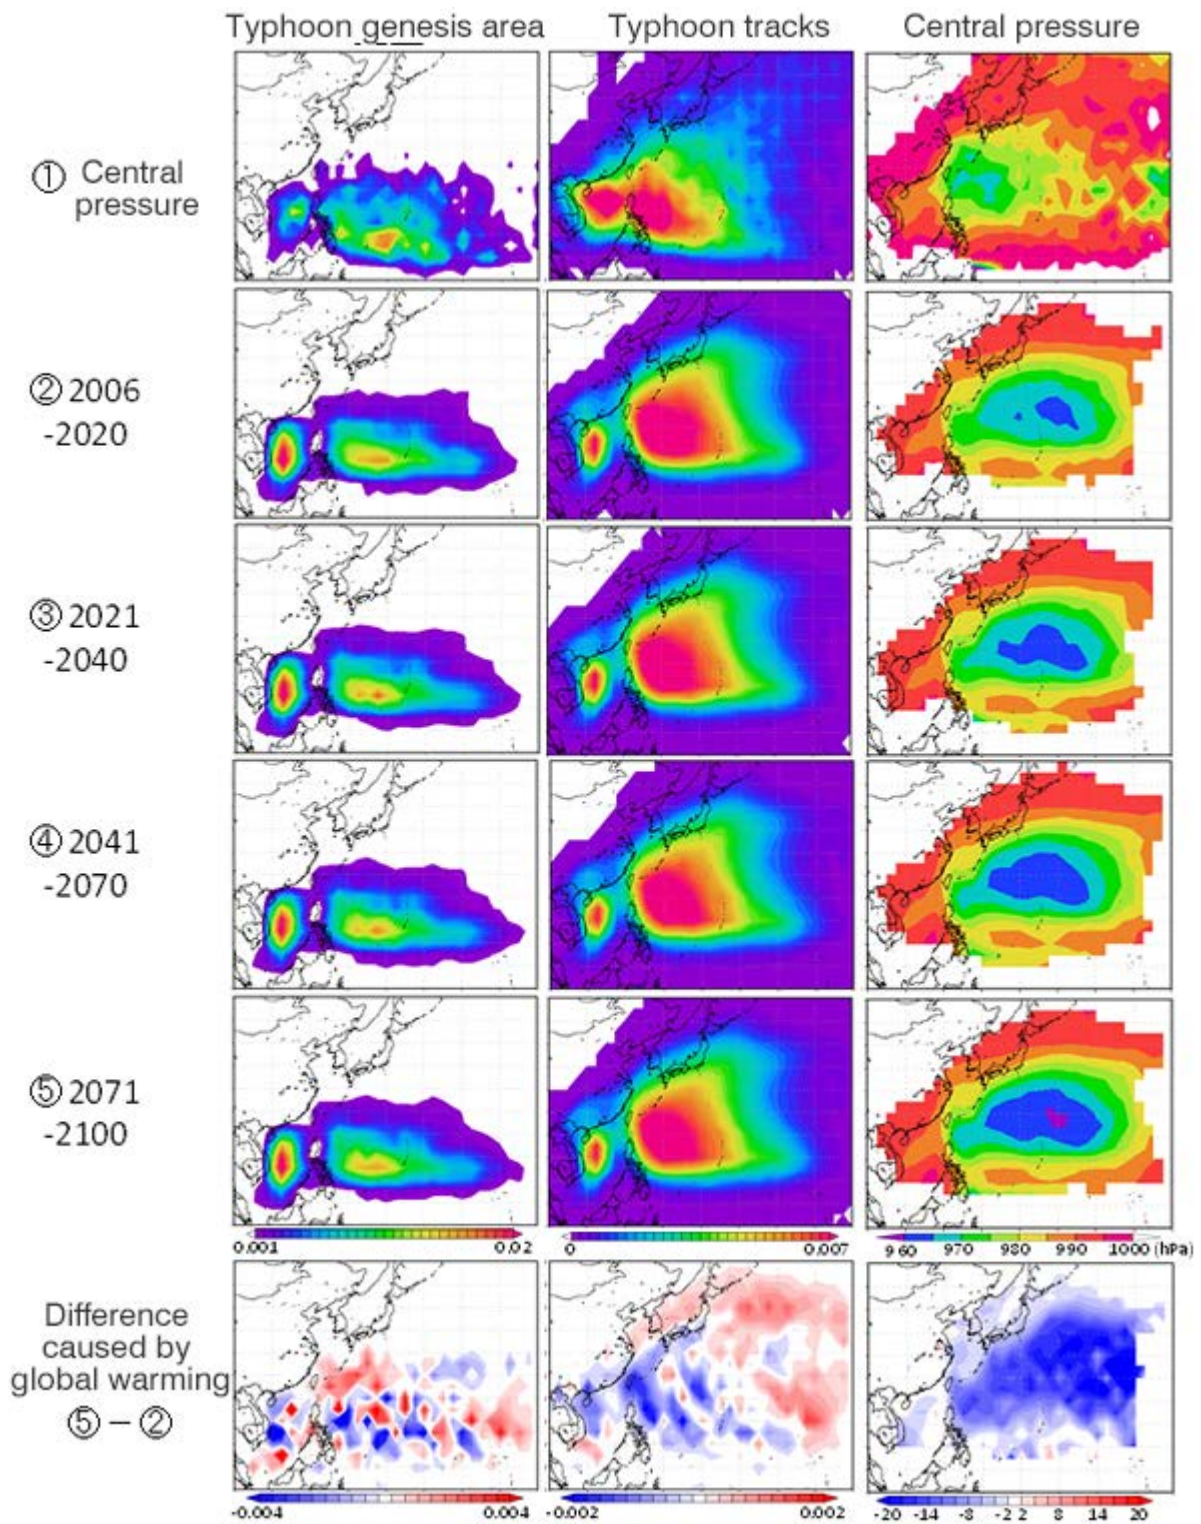 Typhoon genesis area
Typhoon tracks
Central pressure
① Central
pressure
② 2006
-2020
③ 2021
-2040
④ 2041
-2070
⑤ 2071
-2100
0.001 0.02
0 0.007
960 970 980 990 1000 (hPa)
Difference
caused by
global warming
⑤ − ②
-0.004 0.004
-0.002 0.002
-20 -14 -8 -2 2 8 14 20